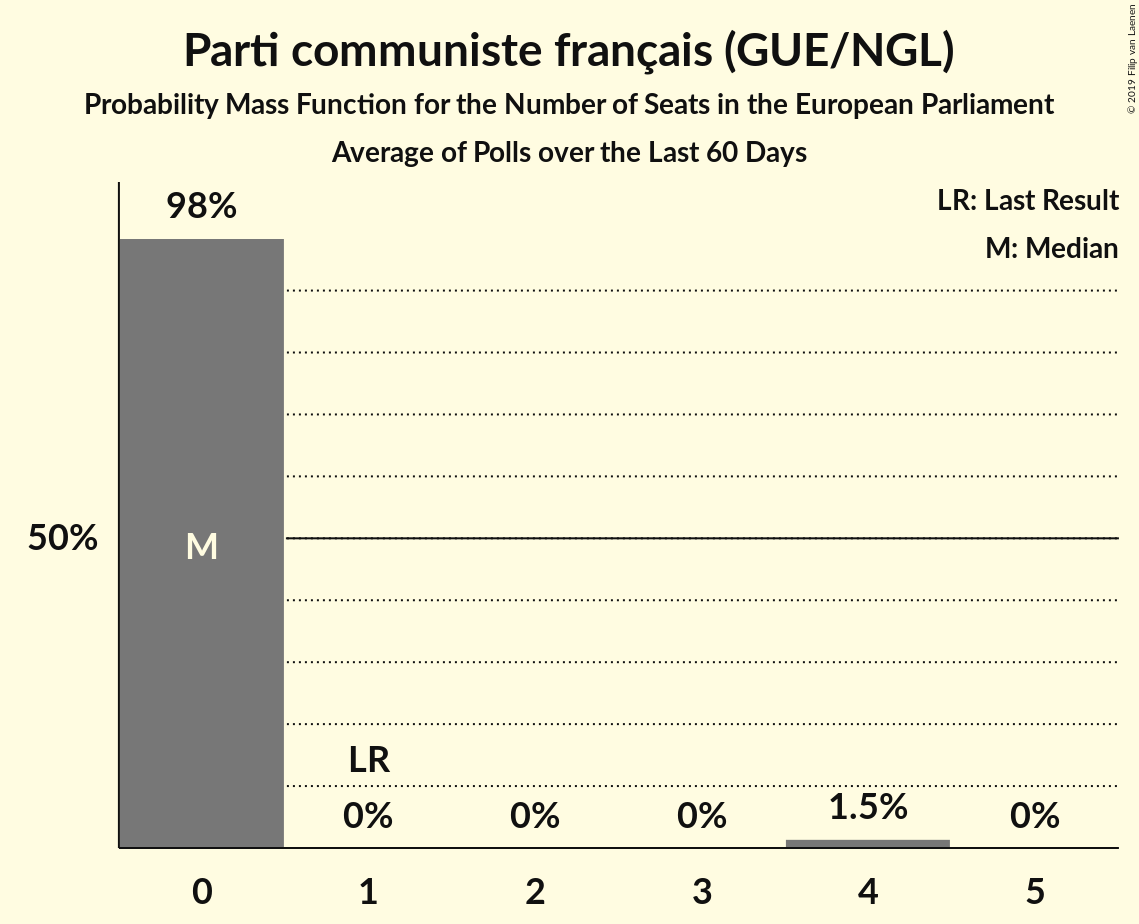 Parti communiste français (GUE/NGL)
Probability Mass Function for the Number of Seats in the European Parliament
Average of Polls over the Last 60 Days
© 2019 Filip van Laenen
LR: Last Result
M: Median
98%
50%
M
LR
0%
0%
0%
1.5%
0%
0
1
2
3
4
5